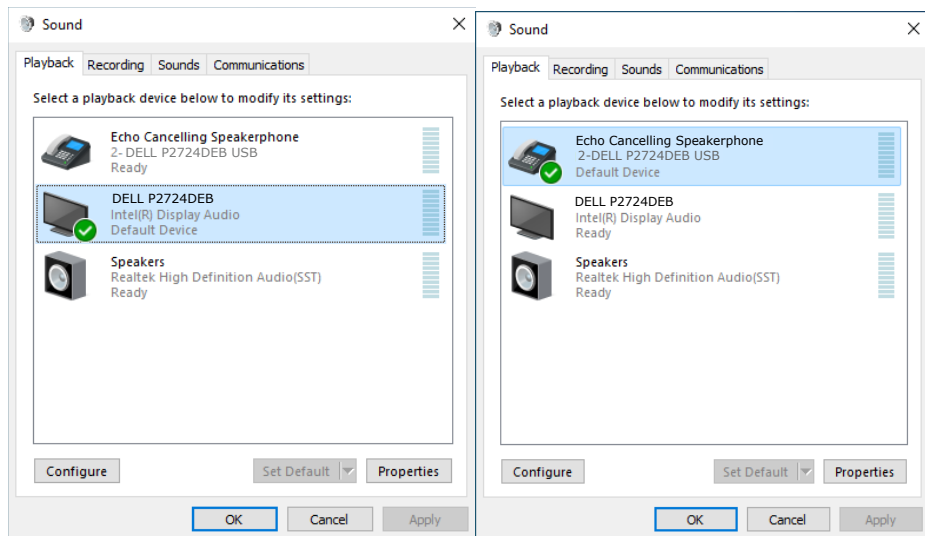 Sound
Playback Recording Sounds Communications
Select a playback device below to modify its settings:
Echo Cancelling Speakerphone
2- DELL P2724DEB USB
Ready
DELL P2724DEB
Intel(R) Display Audio
Default Device
Speakers
Realtek High Definition Audio(SST)
Ready
Configure Set Default Properties
OK Cancel Apply
Sound
Playback Recording Sounds Communications
Select a playback device below to modify its settings:
Echo Cancelling Speakerphone
2-DELL P2724DEB USB
Default Device
DELL P2724DEB
Intel(R) Display Audio
Ready
Speakers
Realtek High Definition Audio(SST)
Ready
Configure Set Default Properties
OK Cancel Apply